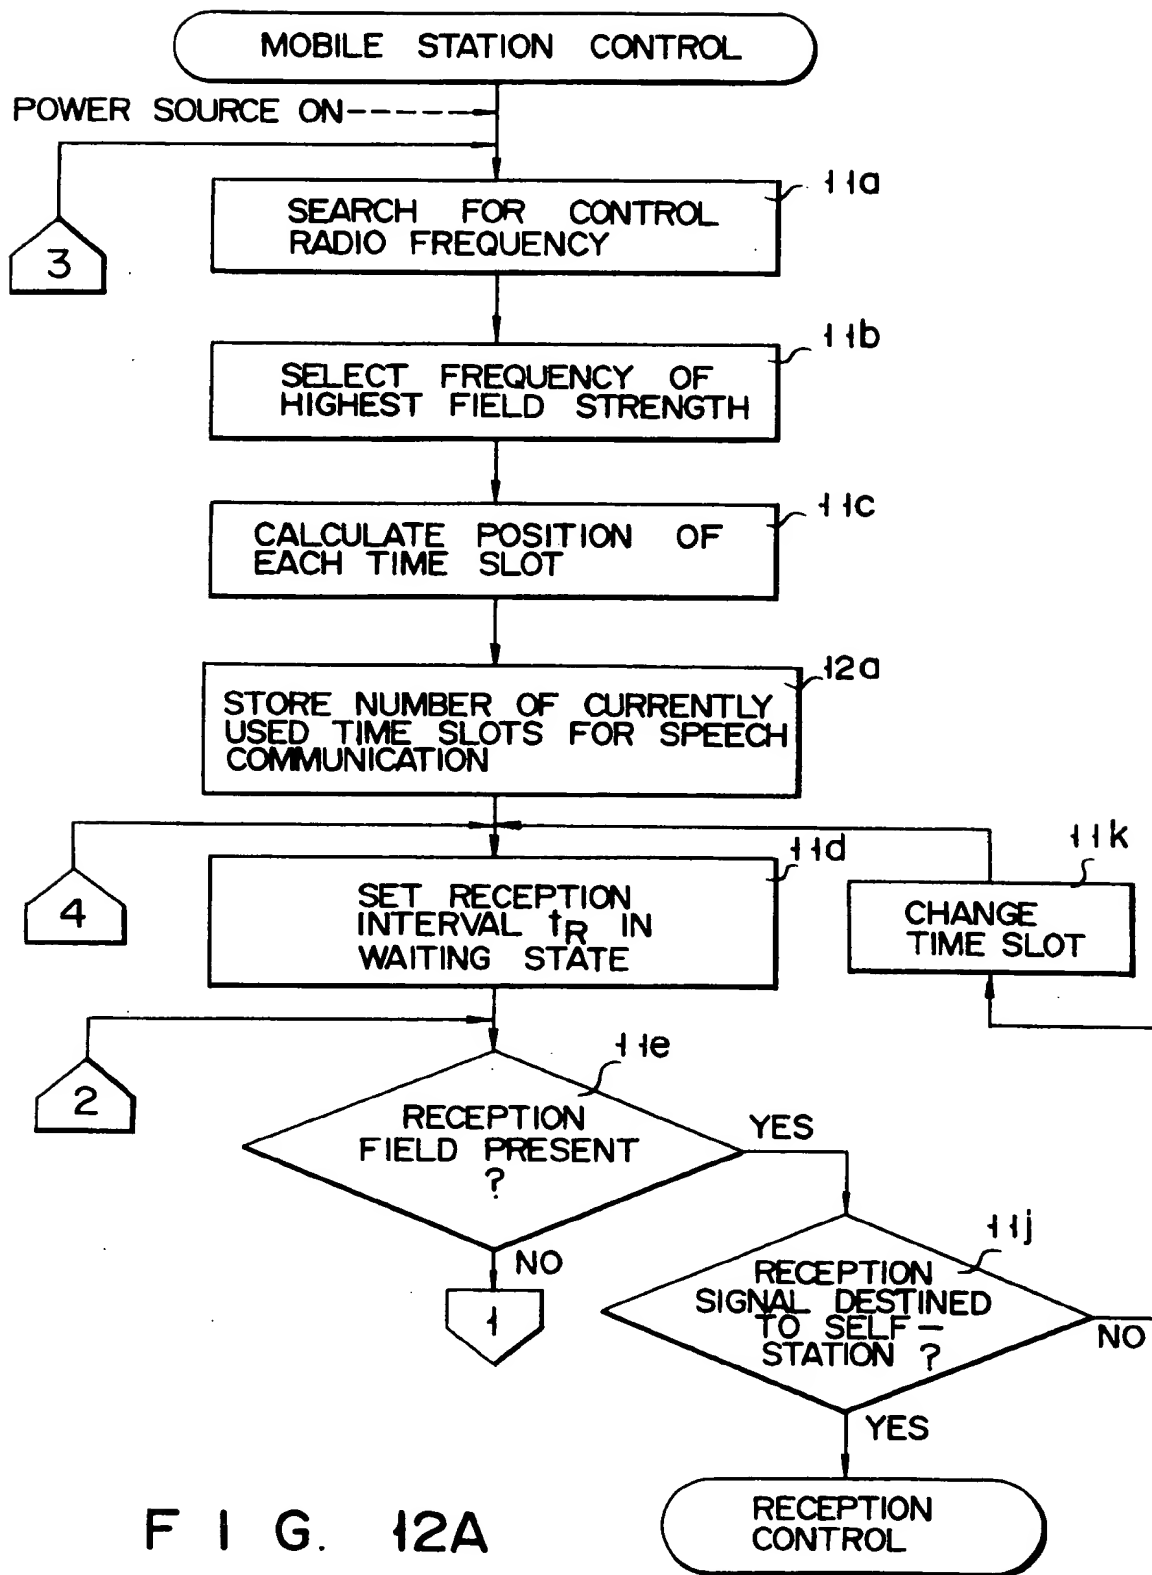 MOBILE STATION CONTROL
POWER SOURCE ON
11a
SEARCH FOR CONTROL
RADIO FREQUENCY
3
11b
SELECT FREQUENCY OF
HIGHEST FIELD STRENGTH
11c
CALCULATE POSITION OF
EACH TIME SLOT
12a
STORE NUMBER OF CURRENTLY
USED TIME SLOTS FOR SPEECH
COMMUNICATION
11d
11k
4
SET RECEPTION
INTERVAL tR IN
WAITING STATE
CHANGE
TIME SLOT
2
11e
RECEPTION
FIELD PRESENT
?
YES
NO
1
11j
RECEPTION
SIGNAL DESTINED
TO SELF-
STATION ?
NO
YES
RECEPTION
CONTROL
FIG. 12A